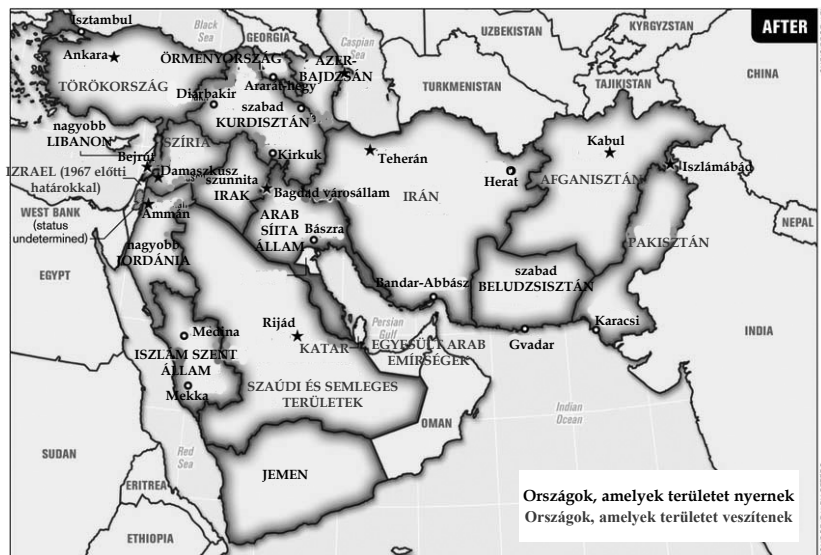 Isztambul
Black
Sea
GEORGIA
Caspian
Sea
UZBEKISTAN
KYRGYZSTAN
AFTER
Ankara
TÖRÖKORSZÁG
ÖRMÉNYORSZÁG
AZER-
BAJDZSÁN
Ararát-hegy
TURKMENISTAN
TAJIKISTAN
CHINA
Diárbakir
szabad
KURDISZTÁN
nagyobb
LIBANON
SZÍRIA
Bejrút
Damaszkusz
Kirkuk
Teherán
Kabul
Herat
AFGANISZTÁN
Iszlámábád
IZRAEL (1967 előtti
határokkal)
szunnita
IRAK
Bagdad városállam
IRÁN
WEST BANK
(status
undetermined)
Ammán
ARAB
SÍITA
ÁLLAM
Bászra
NEPAL
PAKISZTÁN
nagyobb
JORDÁNIA
EGYPT
szabad
BELUDZSISZTÁN
Bandar-Abbász
Medina
Rijád
Persian
Gulf
KATAR
EGYESÜLT ARAB
EMÍRSÉGEK
Gvadar
Karacsi
INDIA
ISZLÁM SZENT
ÁLLAM
Mekka
SZAÚDI ÉS SEMLEGES
TERÜLETEK
OMAN
Indian
Ocean
SUDAN
Red
Sea
JEMEN
ERITREA
ETHIOPIA
Országok, amelyek területet nyernek
Országok, amelyek területet veszítenek